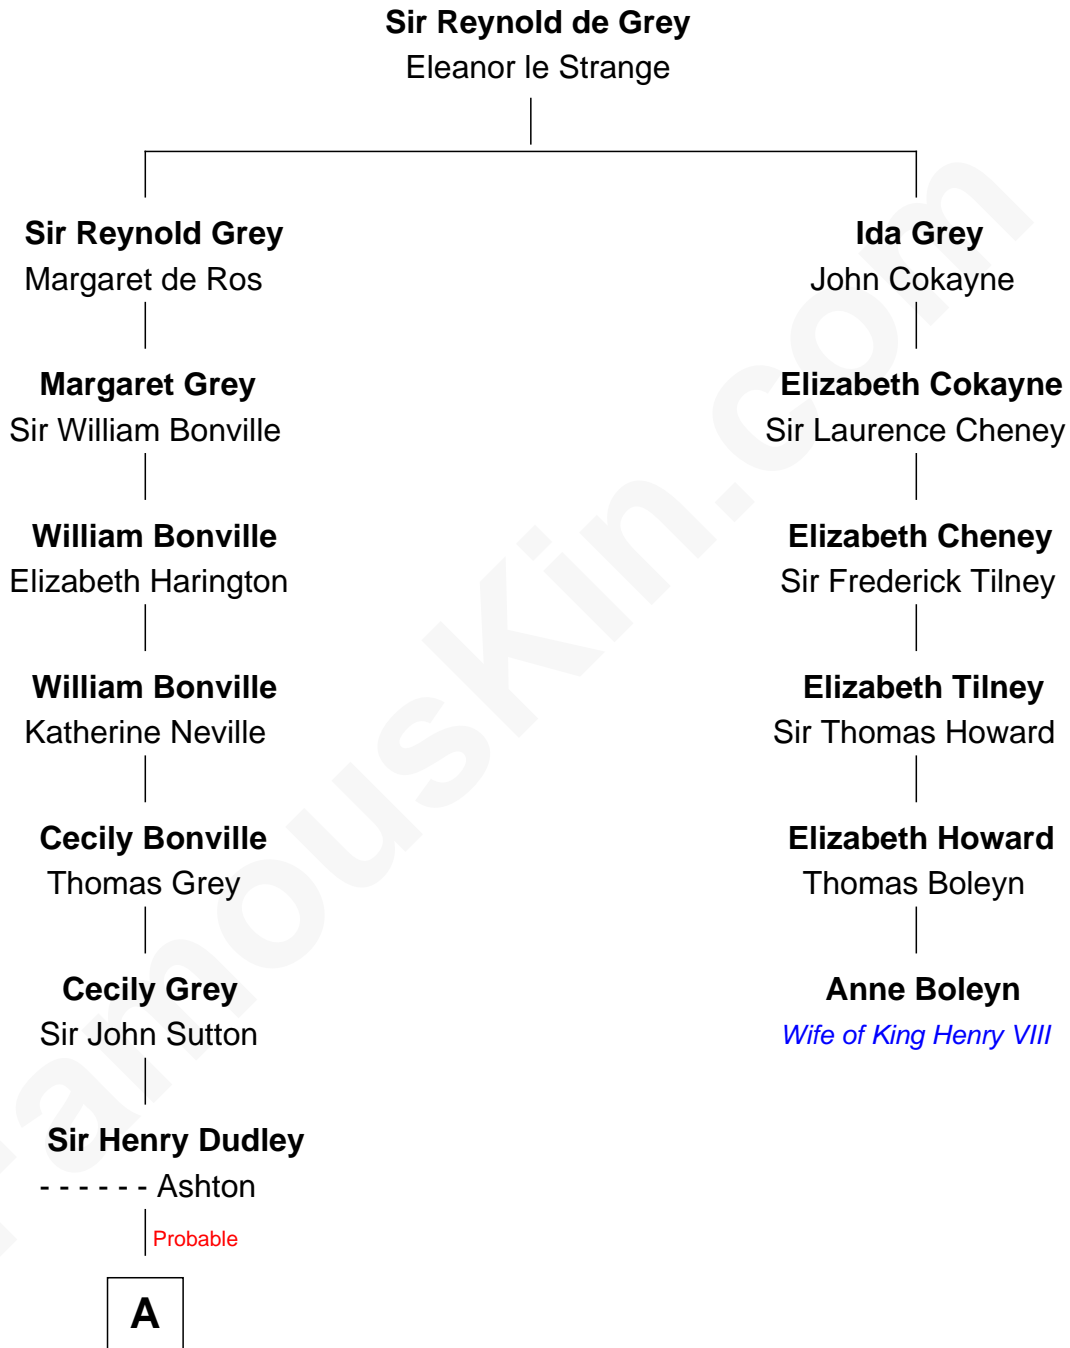 Sir Reynold de Grey
Eleanor le Strange
Sir Reynold Grey
Margaret de Ros
Ida Grey
John Cokayne
Margaret Grey
Sir William Bonville
Elizabeth Cokayne
Sir Laurence Cheney
William Bonville
Elizabeth Harington
Elizabeth Cheney
Sir Frederick Tilney
William Bonville
Katherine Neville
Elizabeth Tilney
Sir Thomas Howard
Cecily Bonville
Thomas Grey
Elizabeth Howard
Thomas Boleyn
Cecily Grey
Sir John Sutton
Anne Boleyn
Wife of King Henry VIII
Sir Henry Dudley
- - - - - - Ashton
Probable
A
FamousKin.com